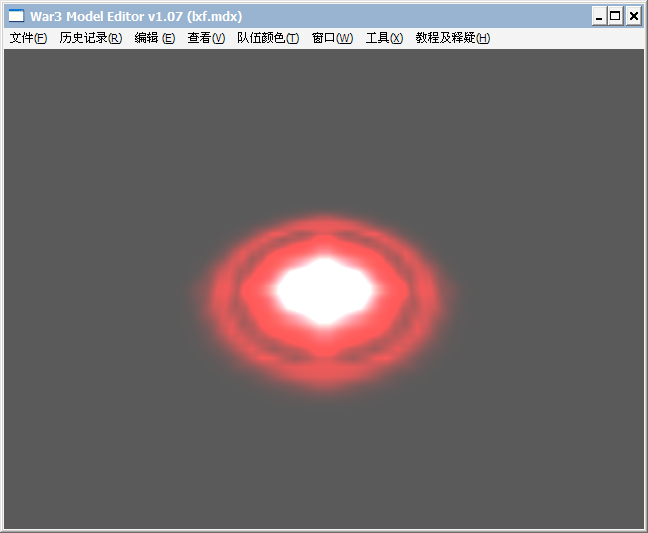 War3 Model Editor v1.07 (lxf.mdx)
文件(F) 历史记录(R) 编辑 (E) 查看(V) 队伍颜色(T) 窗口(W) 工具(X) 教程及释疑(H)